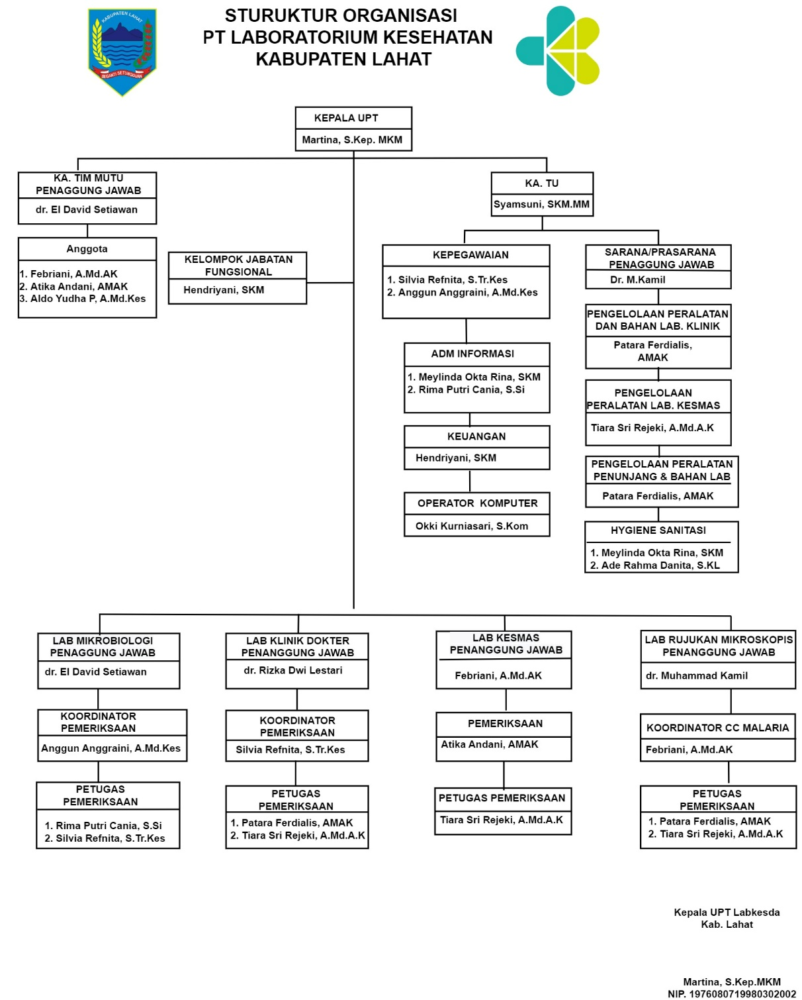 KABUPATEN LAHAT
SEGANTI SETUNGGUAN
STURUKTUR ORGANISASI
PT LABORATORIUM KESEHATAN
KABUPATEN LAHAT
KEPALA UPT
Martina, S.Kep. MKM
KA. TIM MUTU
PENAGGUNG JAWAB
dr. El David Setiawan
Anggota
1. Febriani, A.Md.AK
2. Atika Andani, AMAK
3. Aldo Yudha P, A.Md.Kes
KELOMPOK JABATAN
FUNGSIONAL
Hendriyani, SKM
KA. TU
Syamsuni, SKM.MM
KEPEGAWAIAN
1. Silvia Refnita, S.Tr.Kes
2. Anggun Anggraini, A.Md.Kes
ADM INFORMASI
1. Meylinda Okta Rina, SKM
2. Rima Putri Cania, S.Si
KEUANGAN
Hendriyani, SKM
OPERATOR KOMPUTER
Okki Kurniasari, S.Kom
SARANA/PRASARANA
PENAGGUNG JAWAB
Dr. M.Kamil
PENGELOLAAN PERALATAN
DAN BAHAN LAB. KLINIK
Patara Ferdialis,
AMAK
PENGELOLAAN
PERALATAN LAB. KESMAS
Tiara Sri Rejeki, A.Md.A.K
PENGELOLAAN PERALATAN
PENUNJANG & BAHAN LAB
Patara Ferdialis, AMAK
HYGIENE SANITASI
1. Meylinda Okta Rina, SKM
2. Ade Rahma Danita, S.KL
LAB MIKROBIOLOGI
PENAGGUNG JAWAB
dr. El David Setiawan
KOORDINATOR
PEMERIKSAAN
Anggun Anggraini, A.Md.Kes
PETUGAS
PEMERIKSAAN
1. Rima Putri Cania, S.Si
2. Silvia Refnita, S.Tr.Kes
LAB KLINIK DOKTER
PENANGGUNG JAWAB
dr. Rizka Dwi Lestari
KOORDINATOR
PEMERIKSAAN
Silvia Refnita, S.Tr.Kes
PETUGAS
PEMERIKSAAN
1. Patara Ferdialis, AMAK
2. Tiara Sri Rejeki, A.Md.A.K
LAB KESMAS
PENANGGUNG JAWAB
Febriani, A.Md.AK
PEMERIKSAAN
Atika Andani, AMAK
PETUGAS PEMERIKSAAN
Tiara Sri Rejeki, A.Md.A.K
LAB RUJUKAN MIKROSKOPIS
PENANGGUNG JAWAB
dr. Muhammad Kamil
KOORDINATOR CC MALARIA
Febriani, A.Md.AK
PETUGAS
PEMERIKSAAN
1. Patara Ferdialis, AMAK
2. Tiara Sri Rejeki, A.Md.A.K
Kepala UPT Labkesda
Kab. Lahat
Martina, S.Kep.MKM
NIP. 1976080719980302002